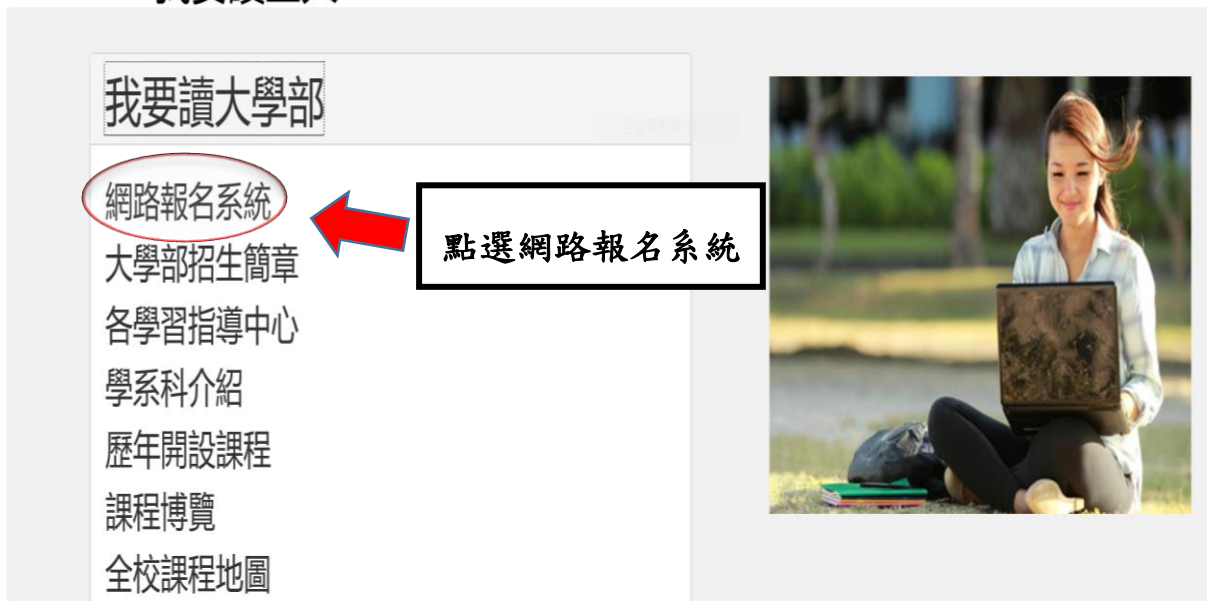 我要讀大學部
網路報名系統
點選網路報名系統
大學部招生簡章
各學習指導中心
學系科介紹
歷年開設課程
課程博覽
全校課程地圖